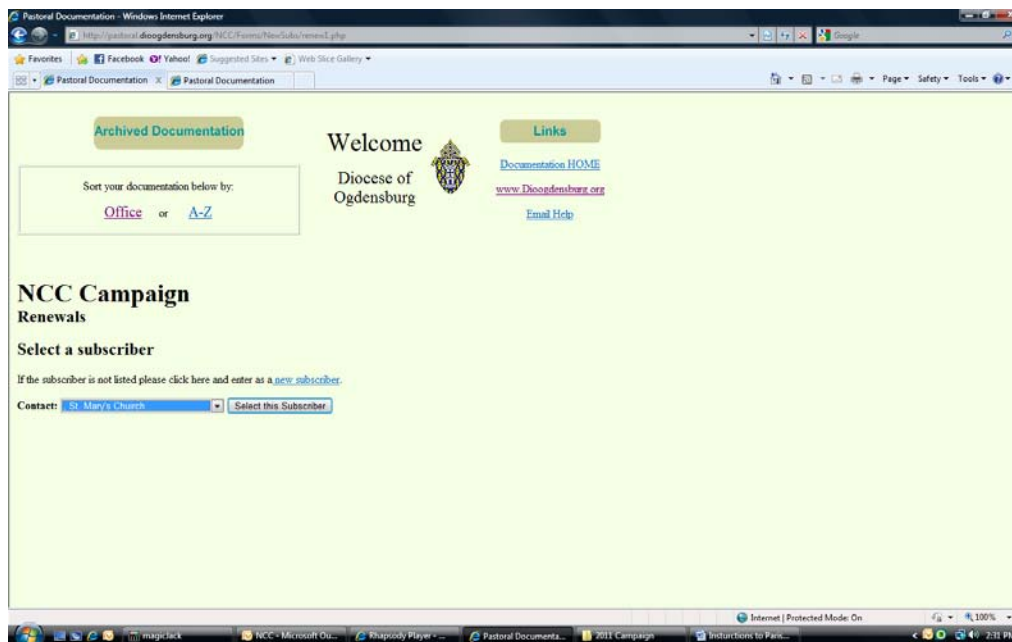 Pastoral Documentation - Windows Internet Explorer
http://pastoral.dioogdensburg.org/NCC/Forms/NewSubs/renew1.php
Google
Favorites Facebook Yahoo! Suggested Sites Web Slice Gallery
Pastoral Documentation X Pastoral Documentation
Page Safety Tools
Archived Documentation
Sort your documentation below by:
Office or A-Z
Welcome
Diocese of
Ogdensburg
Links
Documentation HOME
www.Dioogdensburg.org
Email Help
NCC Campaign
Renewals
Select a subscriber
If the subscriber is not listed please click here and enter as a new subscriber.
Contact: , St. Mary's Church Select this Subscriber
Internet | Protected Mode: On 100%
magicJack NCC - Microsoft Ou... Rhapsody Player - ... Pastoral Documenta... 2011 Campaign Insturctions to Paris... 2:31 PM